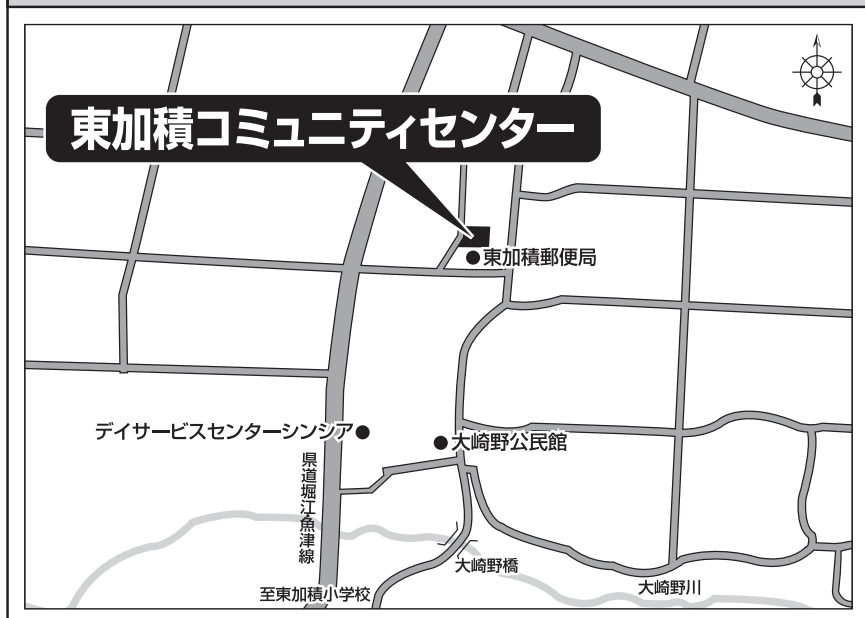 東加積コミュニティセンター
東加積郵便局
デイサービスセンターシンシア
大崎野公民館
県道堀江魚津線
大崎野橋
大崎野川
至東加積小学校